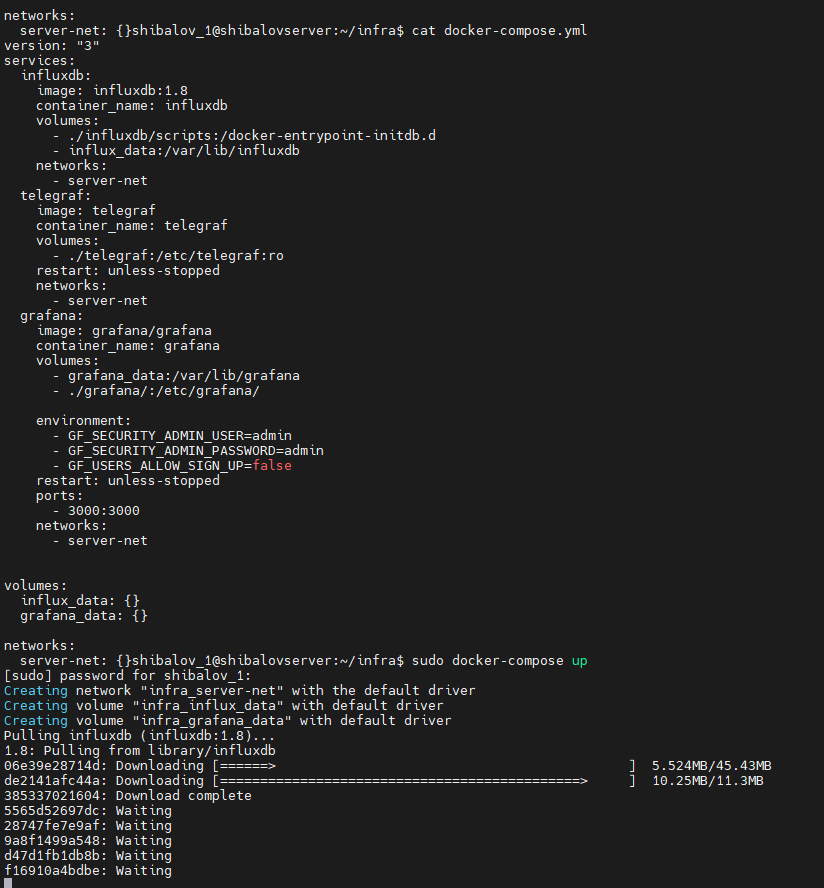 networks:
  server-net: {}shibalov_1@shibalovserver:~/infra$ cat docker-compose.yml
version: "3"
services:
  influxdb:
    image: influxdb:1.8
    container_name: influxdb
    volumes:
      - ./influxdb/scripts:/docker-entrypoint-initdb.d
      - influx_data:/var/lib/influxdb
    networks:
      - server-net
  telegraf:
    image: telegraf
    container_name: telegraf
    volumes:
      - ./telegraf:/etc/telegraf:ro
    restart: unless-stopped
    networks:
      - server-net
  grafana:
    image: grafana/grafana
    container_name: grafana
    volumes:
      - grafana_data:/var/lib/grafana
      - ./grafana/:/etc/grafana/

    environment:
      - GF_SECURITY_ADMIN_USER=admin
      - GF_SECURITY_ADMIN_PASSWORD=admin
      - GF_USERS_ALLOW_SIGN_UP=false
    restart: unless-stopped
    ports:
      - 3000:3000
    networks:
      - server-net


volumes:
  influx_data: {}
  grafana_data: {}

networks:
  server-net: {}shibalov_1@shibalovserver:~/infra$ sudo docker-compose up
[sudo] password for shibalov_1:
Creating network "infra_server-net" with the default driver
Creating volume "infra_influx_data" with default driver
Creating volume "infra_grafana_data" with default driver
Pulling influxdb (influxdb:1.8)...
1.8: Pulling from library/influxdb
06e39e28714d: Downloading [======>                                            ]  5.524MB/45.43MB
de2141afc44a: Downloading [=============================================>     ]  10.25MB/11.3MB
385337021604: Download complete
5565d52697dc: Waiting
28747fe7e9af: Waiting
9a8f1499a548: Waiting
d47d1fb1db8b: Waiting
f16910a4bdbe: Waiting